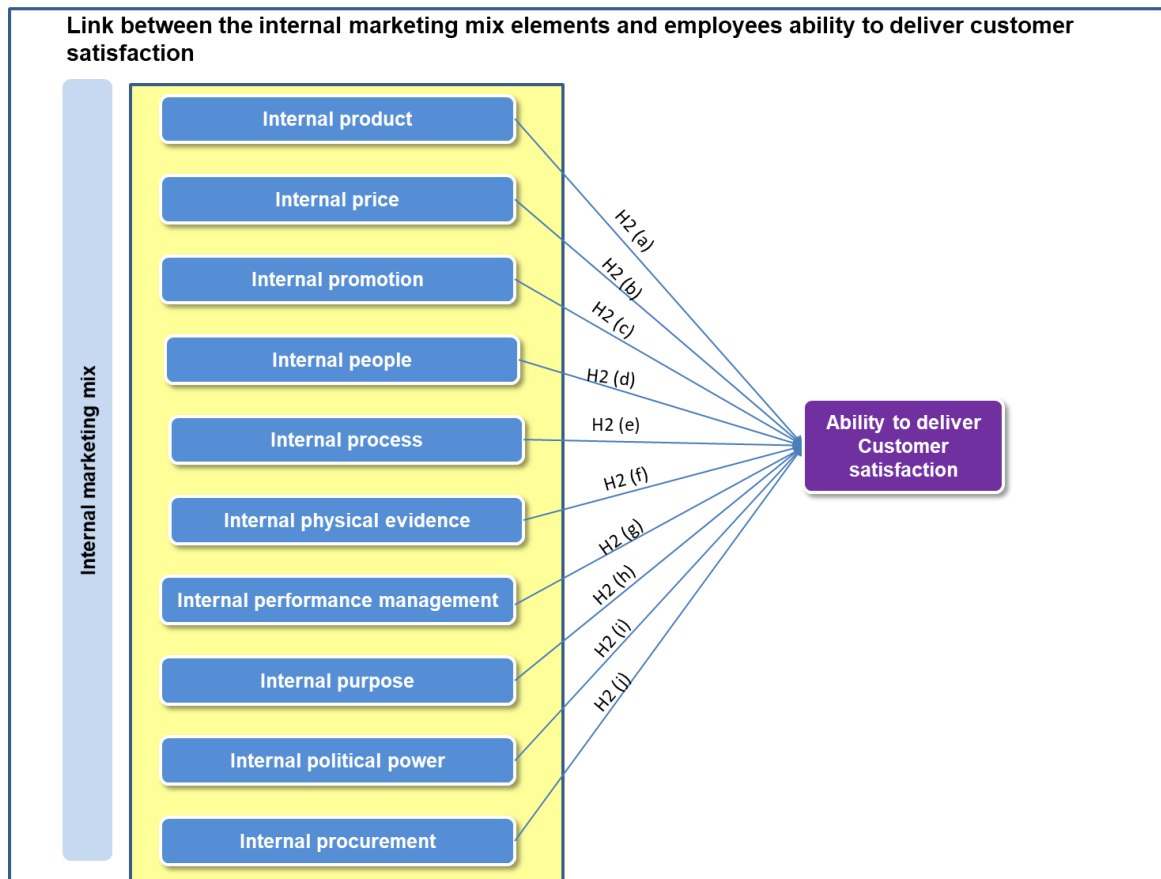 Link between the internal marketing mix elements and employees ability to deliver customer
satisfaction
Internal marketing mix
Internal product
Internal price
Internal promotion
Internal people
Internal process
Internal physical evidence
Internal performance management
Internal purpose
Internal political power
Internal procurement
H2 (a)
H2 (b)
H2 (c)
H2 (d)
H2 (e)
H2 (f)
H2 (g)
H2 (h)
H2 (i)
H2 (j)
Ability to deliver
Customer
satisfaction